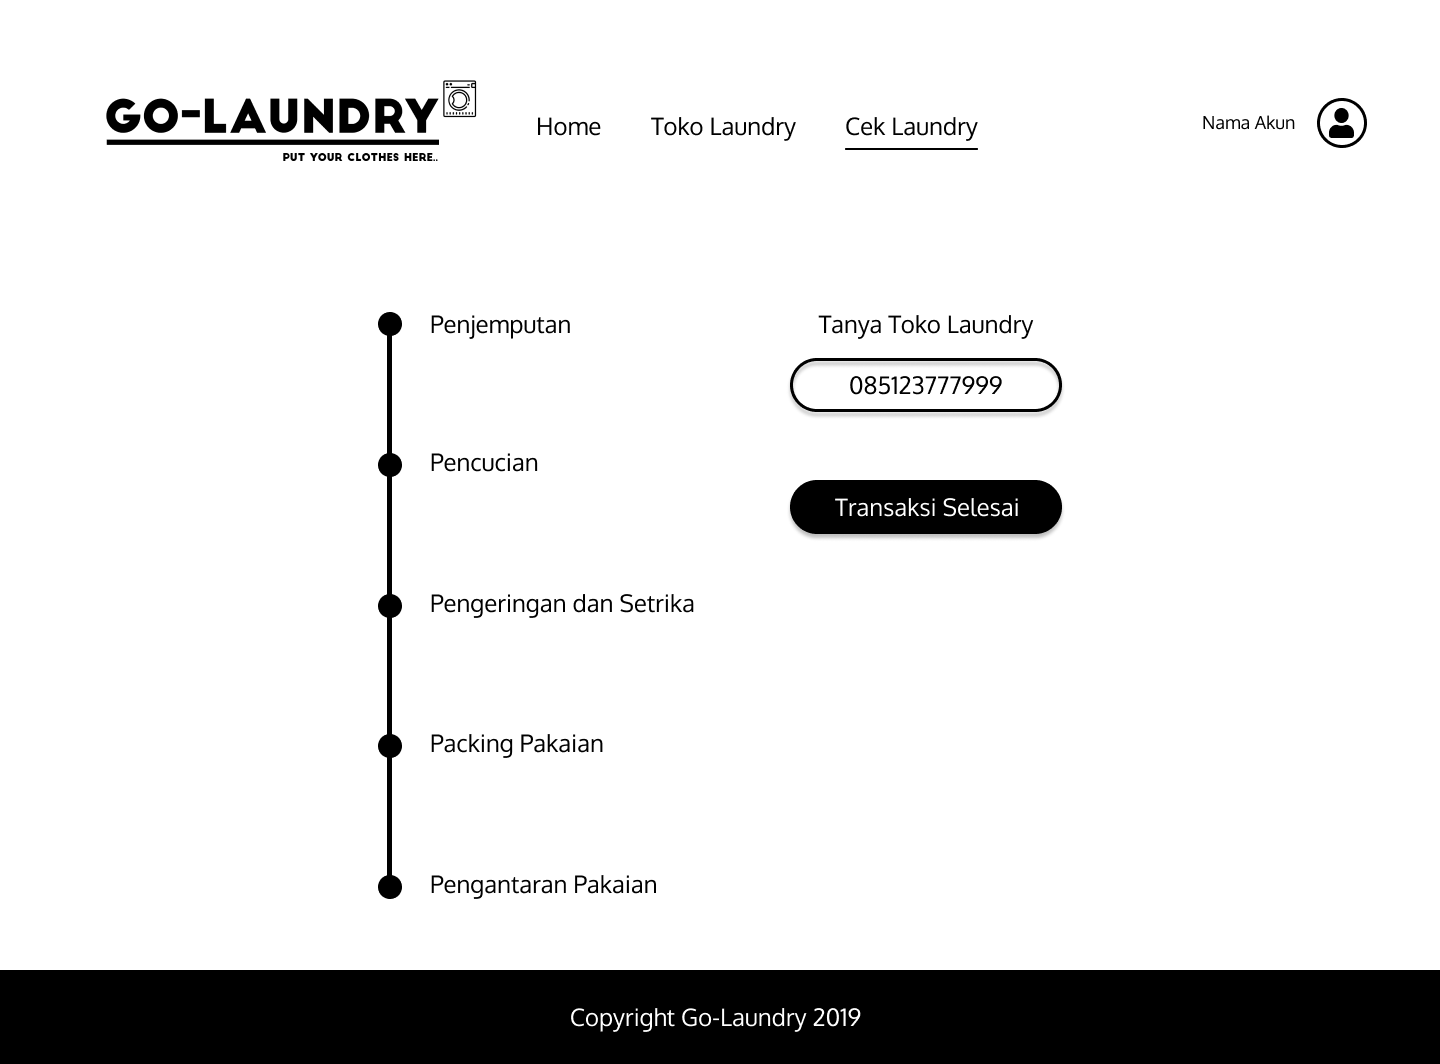 GO-LAUNDRY
PUT YOUR CLOTHES HERE..
Home
Toko Laundry
Cek Laundry
Nama Akun
Penjemputan
Pencucian
Pengeringan dan Setrika
Packing Pakaian
Pengantaran Pakaian
Tanya Toko Laundry
085123777999
Transaksi Selesai
Copyright Go-Laundry 2019